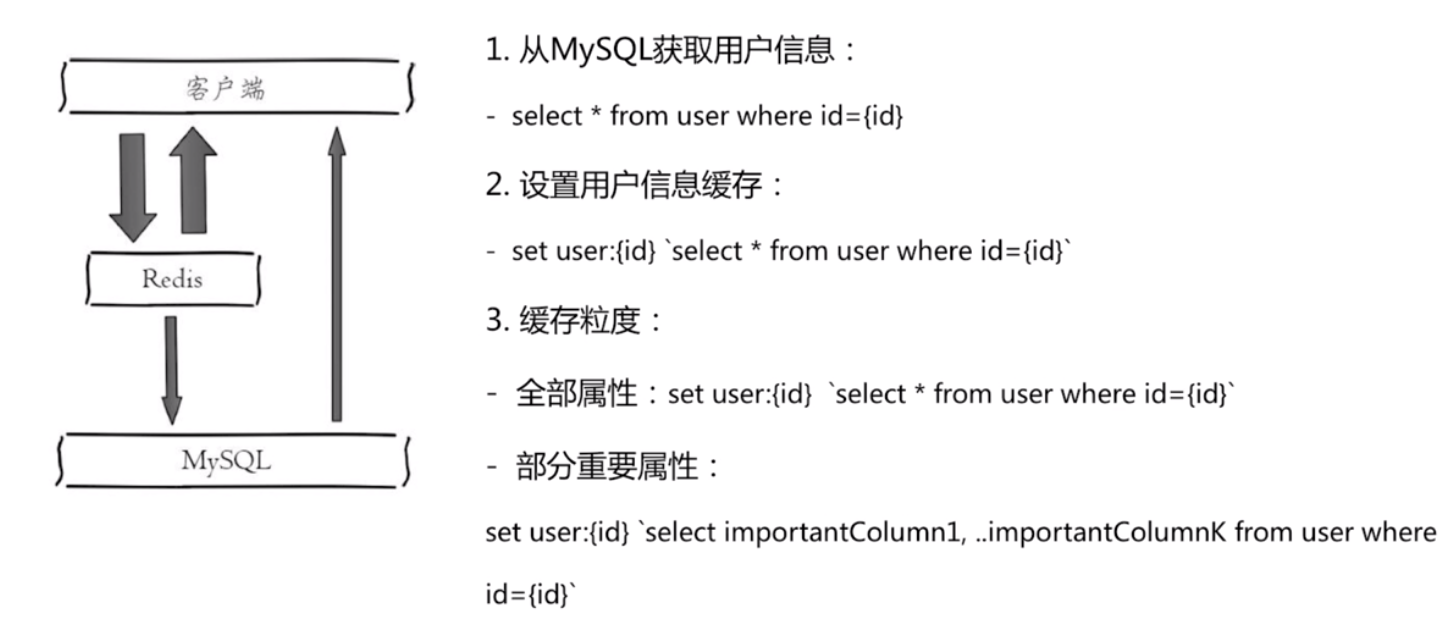 客户端
Redis
MySQL
1. 从MySQL获取用户信息：
- select * from user where id={id}
2. 设置用户信息缓存：
- set user:{id} `select * from user where id={id}`
3. 缓存粒度：
- 全部属性：set user:{id} `select * from user where id={id}`
- 部分重要属性：
set user:{id} `select importantColumn1, ..importantColumnK from user where
id={id}`